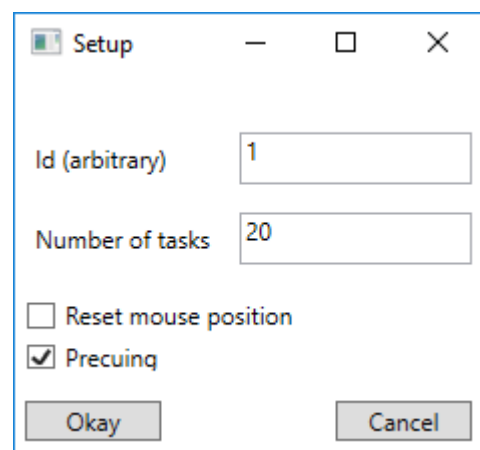 Setup
Id (arbitrary) 1
Number of tasks 20
Reset mouse position
Precuing
Okay Cancel